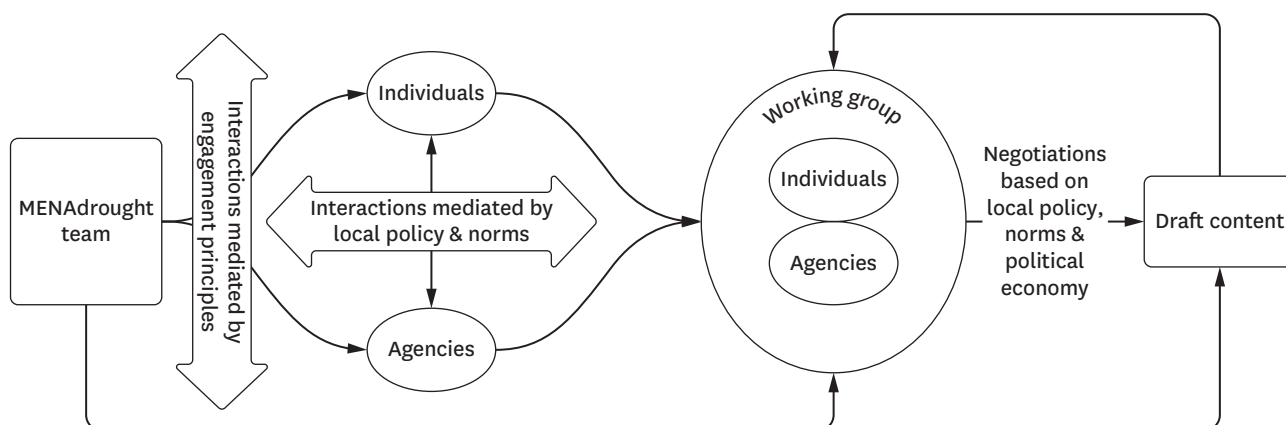 MENAdrought
team
Interactions mediated by
engagement principles
Individuals
Interactions mediated by
local policy & norms
Agencies
Working group
Individuals
Agencies
Negotiations
based on
local policy,
norms &
political
economy
Draft content